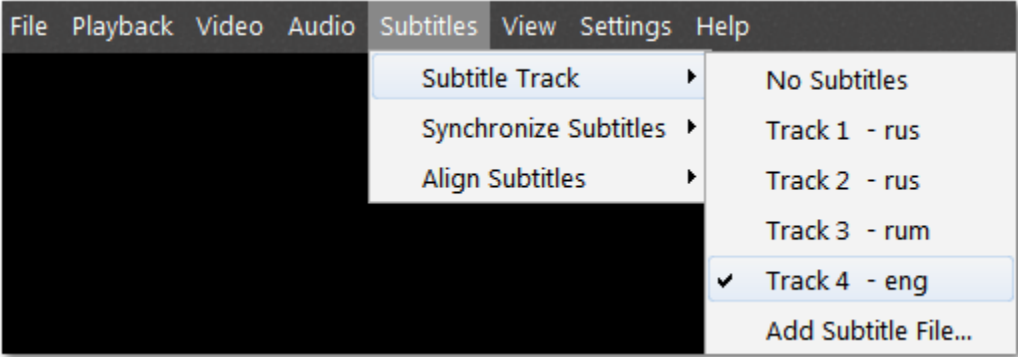 File Playback Video Audio Subtitles View Settings Help
Subtitle Track
Synchronize Subtitles
Align Subtitles
No Subtitles
Track 1 - rus
Track 2 - rus
Track 3 - rum
Track 4 - eng
Add Subtitle File...